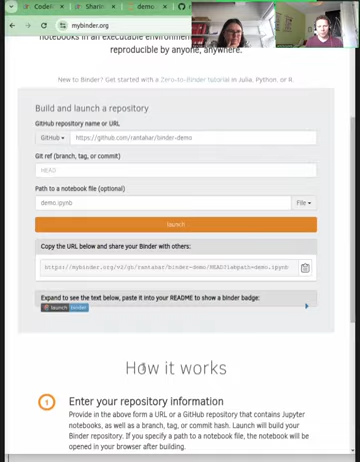 Code
Sharin
demo
mybinder.org
notebooks in an executable environment
reproducible by anyone, anywhere.
New to Binder? Get started with a Zero-to-Binder tutorial in Julia, Python, or R.
Build and launch a repository
GitHub repository name or URL
GitHub
https://github.com/rantahar/binder-demo
Git ref (branch, tag, or commit)
HEAD
Path to a notebook file (optional)
demo.ipynb
File
launch
Copy the URL below and share your Binder with others:
https://mybinder.org/v2/gh/rantahar/binder-demo/HEAD?labpath=demo.ipynb
Expand to see the text below, paste it into your README to show a binder badge:
launch binder
How it works
1 Enter your repository information
Provide in the above form a URL or a GitHub repository that contains Jupyter
notebooks, as well as a branch, tag, or commit hash. Launch will build your
Binder repository. If you specify a path to a notebook file, the notebook will be
opened in your browser after building.